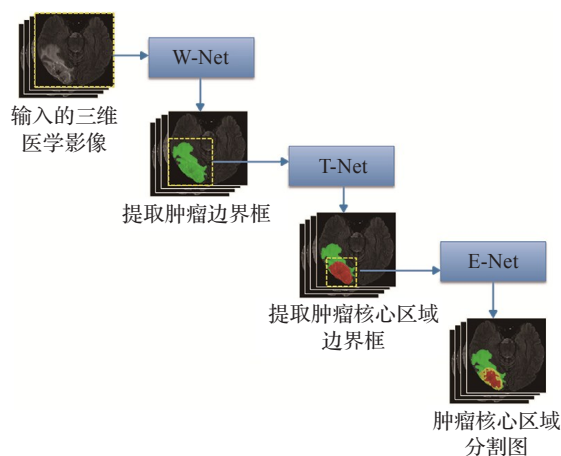 W-Net
输入的三维
医学影像
T-Net
提取肿瘤边界框
E-Net
提取肿瘤核心区域
边界框
肿瘤核心区域
分割图